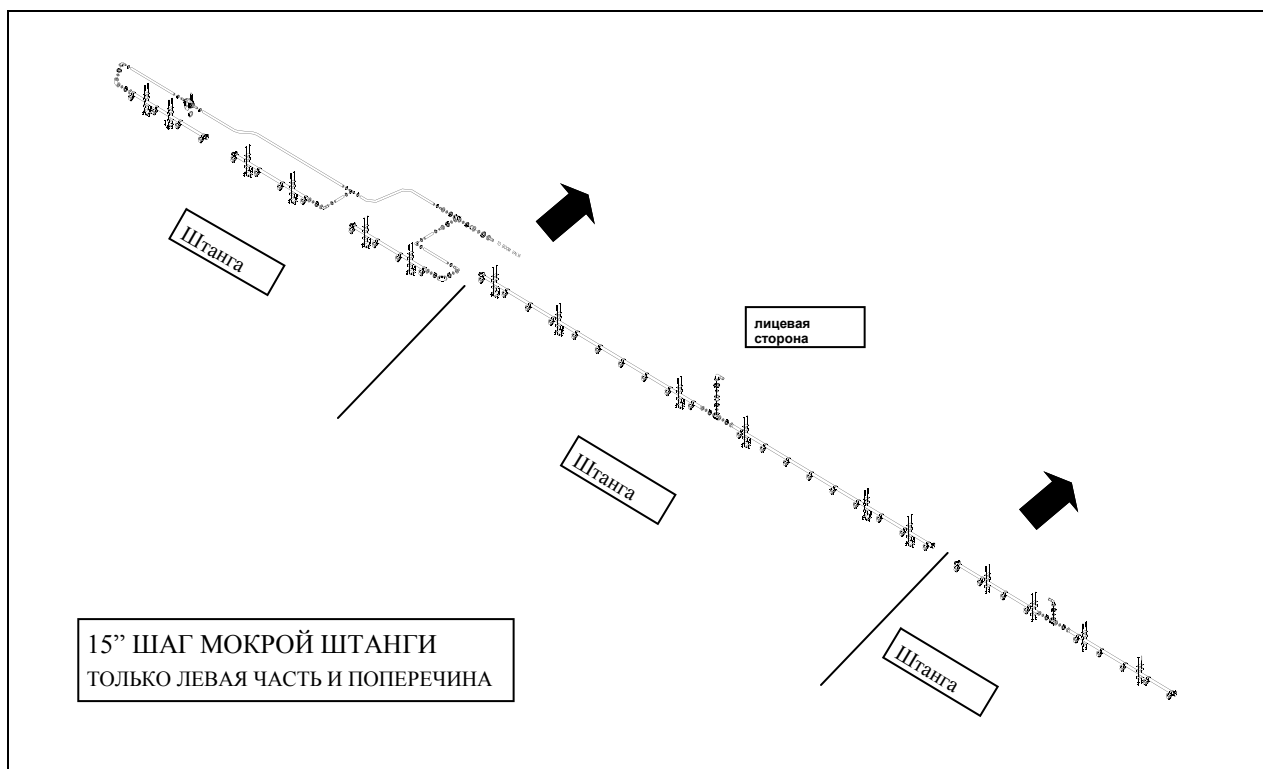 Штанга
лицевая
сторона
Штанга
Штанга
15” ШАГ МОКРОЙ ШТАНГИ
ТОЛЬКО ЛЕВАЯ ЧАСТЬ И ПОПЕРЕЧИНА